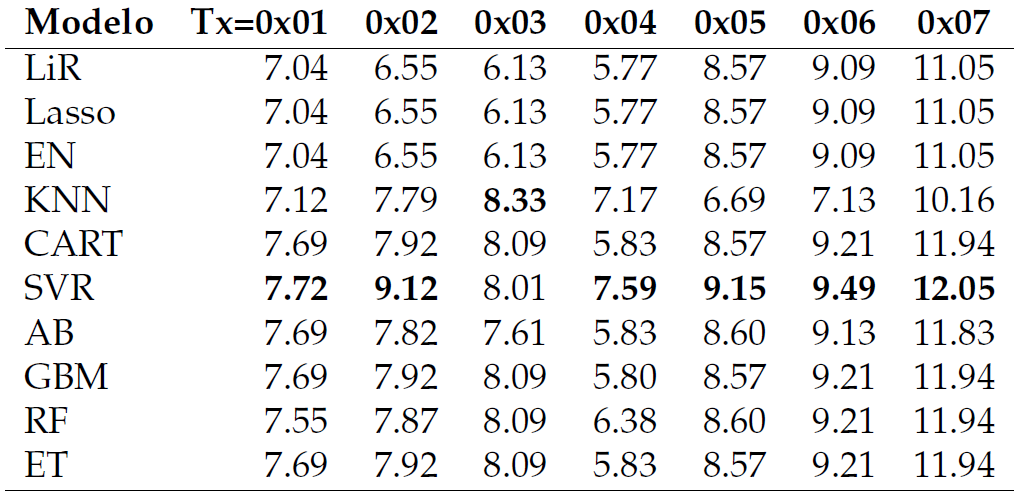 Modelo Tx=0x01 0x02 0x03 0x04 0x05 0x06 0x07
LiR 7.04 6.55 6.13 5.77 8.57 9.09 11.05
Lasso 7.04 6.55 6.13 5.77 8.57 9.09 11.05
EN 7.04 6.55 6.13 5.77 8.57 9.09 11.05
KNN 7.12 7.79 8.33 7.17 6.69 7.13 10.16
CART 7.69 7.92 8.09 5.83 8.57 9.21 11.94
SVR 7.72 9.12 8.01 7.59 9.15 9.49 12.05
AB 7.69 7.82 7.61 5.83 8.60 9.13 11.83
GBM 7.69 7.92 8.09 5.80 8.57 9.21 11.94
RF 7.55 7.87 8.09 6.38 8.60 9.21 11.94
ET 7.69 7.92 8.09 5.83 8.57 9.21 11.94